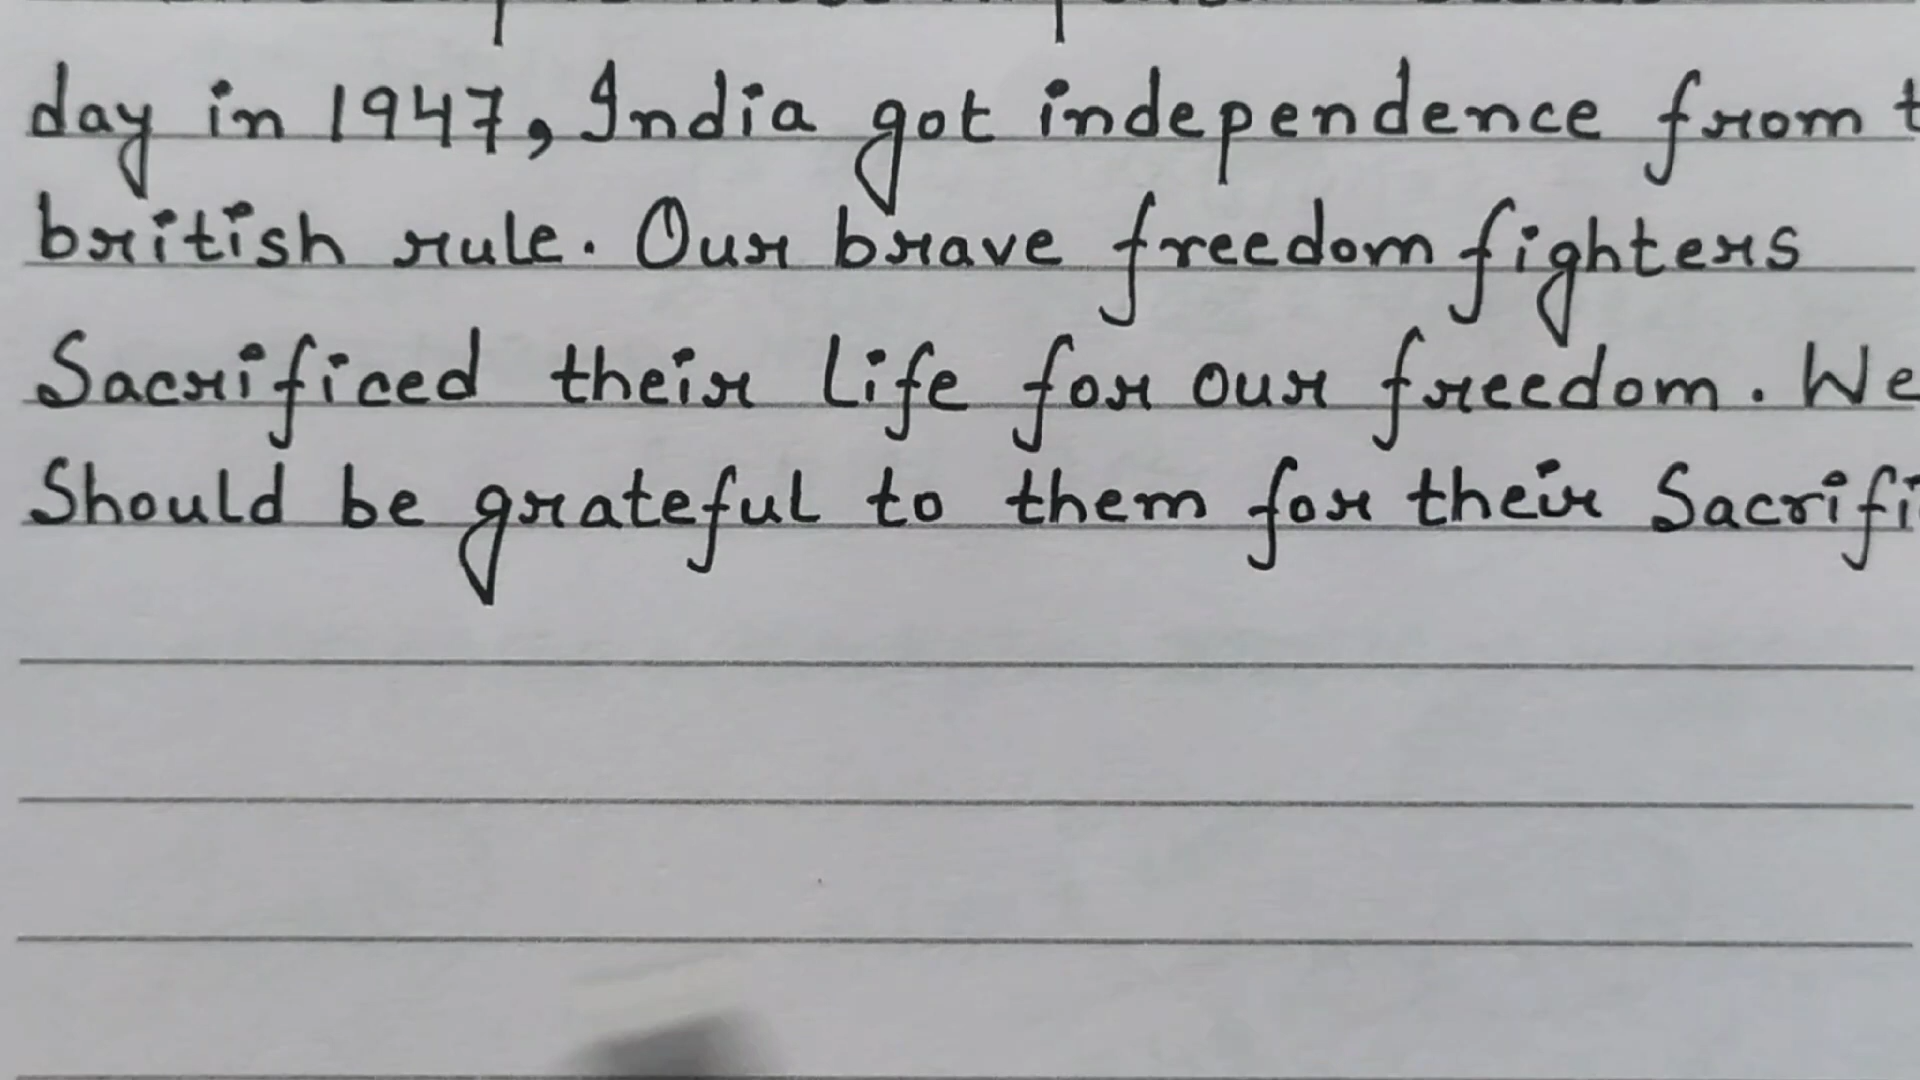 day in 1947, India got independence from t
british rule. Our brave freedom fighters
Sacrificed their life for our freedom. We
Should be grateful to them for their Sacrifi